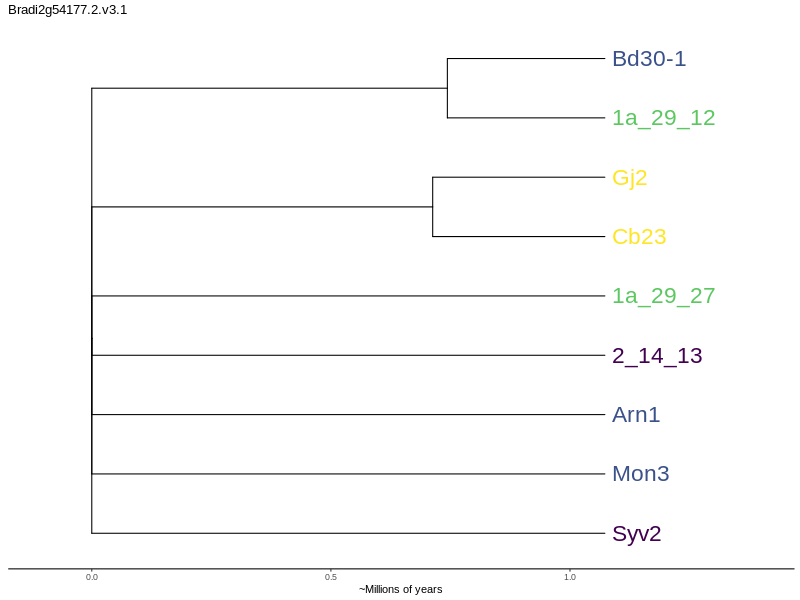 Bradi2g54177.2.v3.1
Bd30-1
1a_29_12
Gj2
Cb23
1a_29_27
2_14_13
Arn1
Mon3
Syv2
0.0 0.5 1.0
~Millions of years